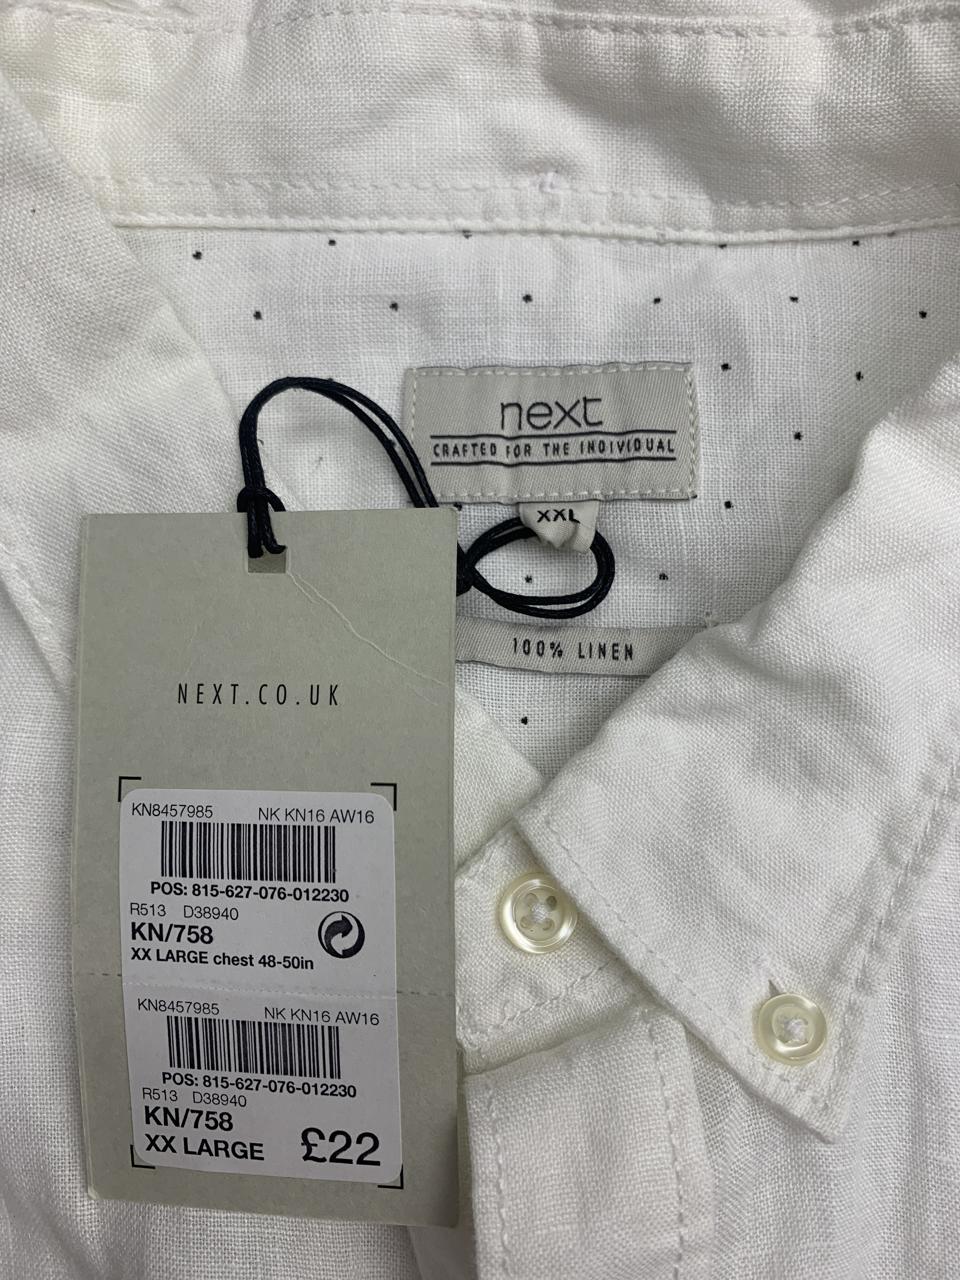 next
CRAFTED FOR THE INDIVIDUAL
XXL
100% LINEN
NEXT.CO.UK
KN8457985 NK KN16 AW16
POS: 815-627-076-012230
R513 D38940
KN/758
XX LARGE chest 48-50in
KN8457985 NK KN16 AW16
POS: 815-627-076-012230
R513 D38940
KN/758
XX LARGE £22